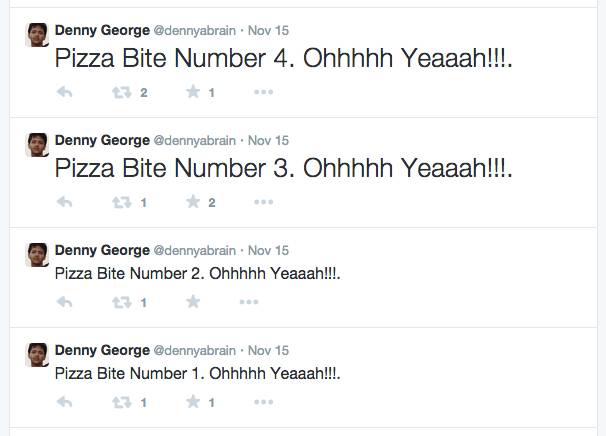 Denny George @dennyabrain · Nov 15
Pizza Bite Number 4. Ohhhhh Yeaaah!!!.
2 1
Denny George @dennyabrain · Nov 15
Pizza Bite Number 3. Ohhhhh Yeaaah!!!.
1 2
Denny George @dennyabrain · Nov 15
Pizza Bite Number 2. Ohhhhh Yeaaah!!!.
1
Denny George @dennyabrain · Nov 15
Pizza Bite Number 1. Ohhhhh Yeaaah!!!.
1 1